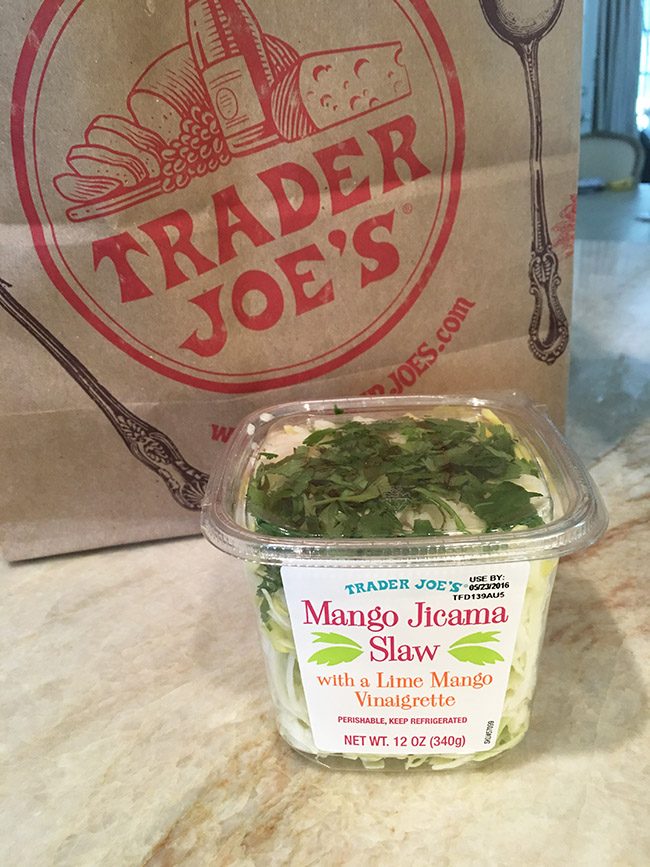 TRADER
JOE'S®
JOES.com
TRADER JOE'S®
USE BY:
05/23/2016
TFD139AU5
Mango Jicama
Slaw
with a Lime Mango
Vinaigrette
PERISHABLE, KEEP REFRIGERATED
NET WT. 12 OZ (340g)